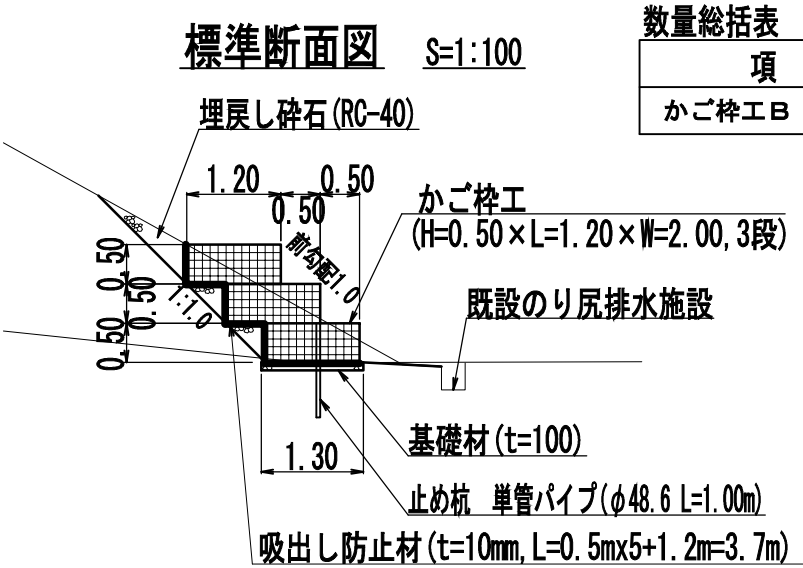 標準断面図 S=1:100
数量総括表
項
かご枠工B
埋戻し砕石(RC-40)
1.20
0.50
0.50
かご枠工
(H=0.50×L=1.20×W=2.00,3段)
前勾配1.0
0.50
0.50
0.50
0.50
1:1.0
既設のり尻排水施設
基礎材(t=100)
1.30
止め杭 単管パイプ(φ48.6 L=1.00m)
吸出し防止材(t=10mm,L=0.5mx5+1.2m=3.7m)